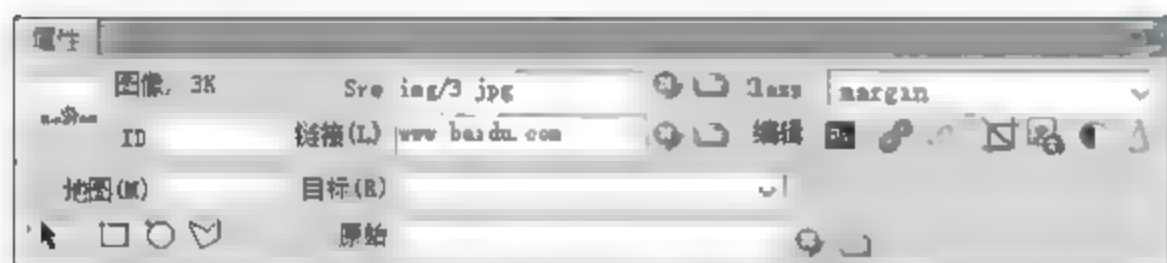 属性
图像, 3K Src img/3 jpg Class margin
ID 链接(L) www baidu.com 编辑
地图(M) 目标(R)
原始